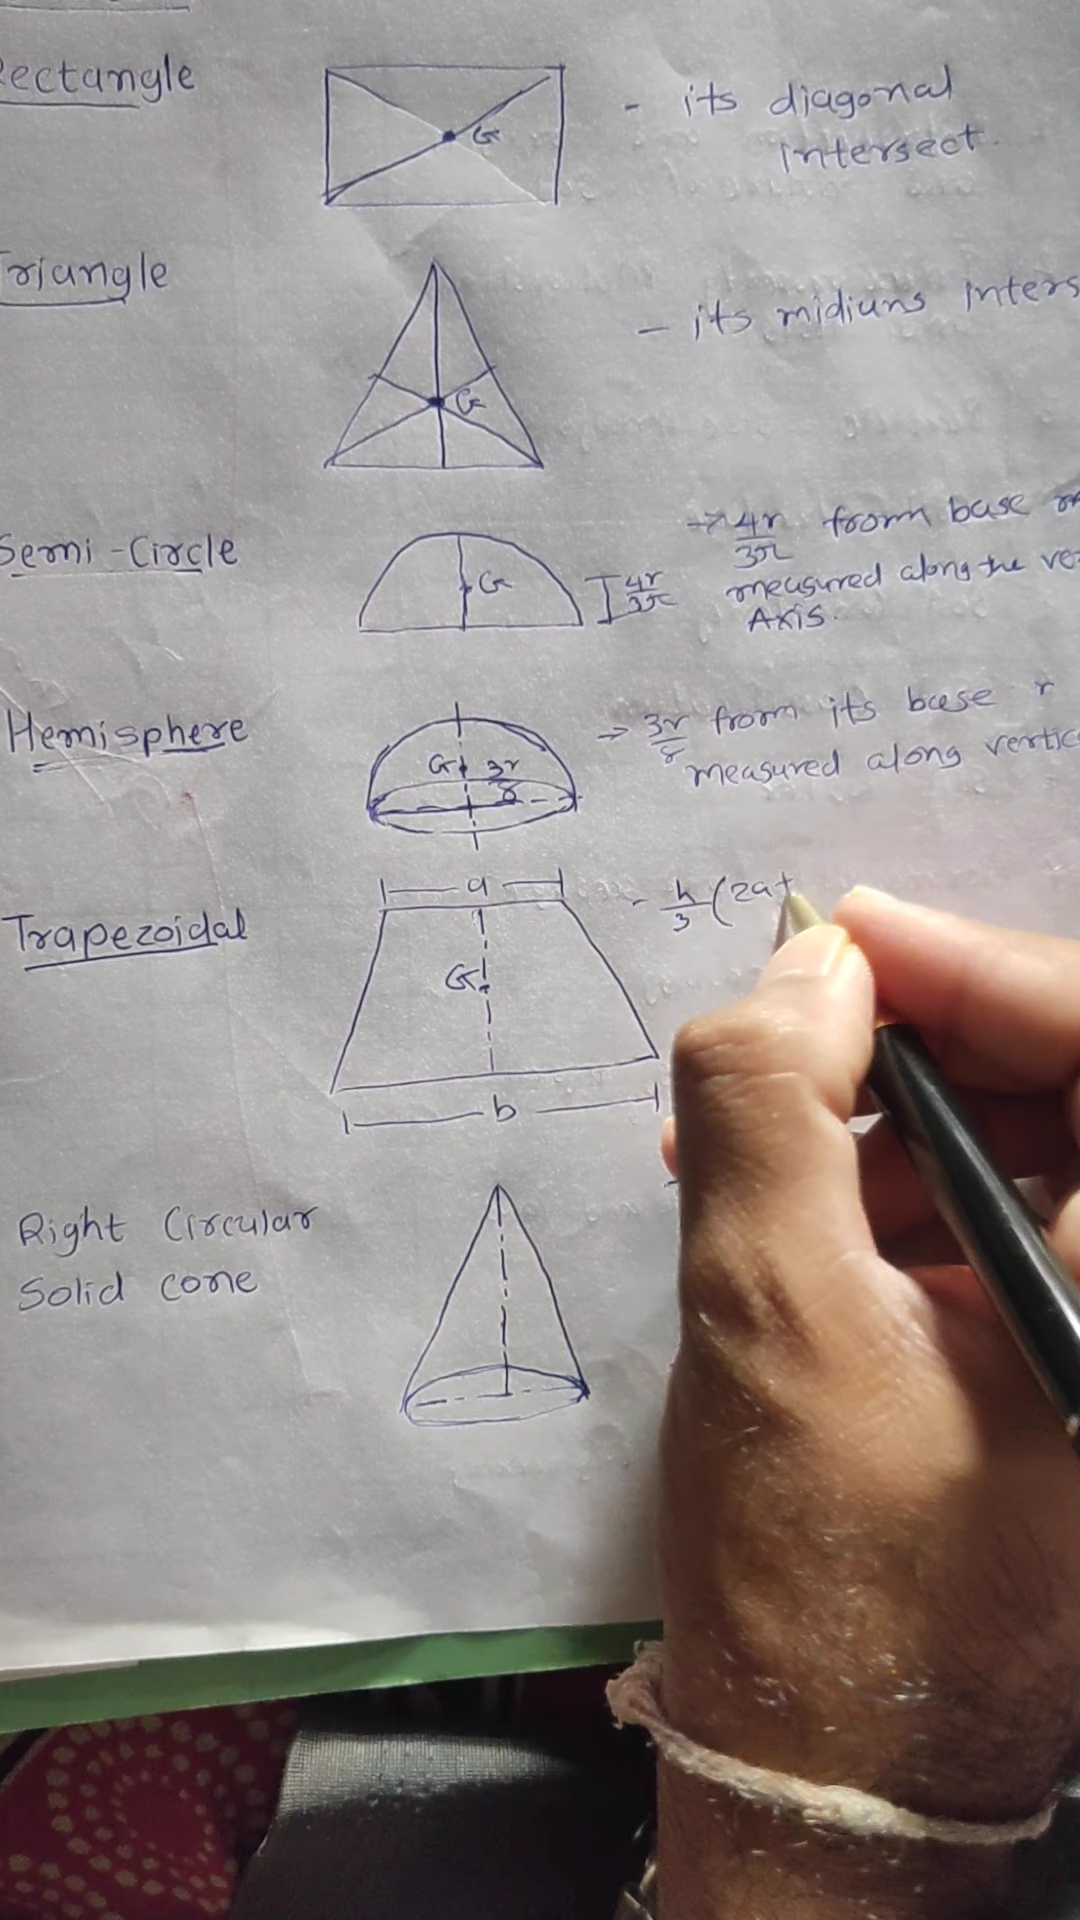 Rectangle
G
- its diagonal
intersect.
Triangle
G
- its midiuns inters
Semi-Circle
G
4r
3π
→ 4r from base
3π
measured along the ve
Axis.
Hemisphere
G 3r
8
→ 3r from its base r
8
measured along vertic
Trapezoidal
a
G
b
- h/3 (2a+
Right Circular
Solid cone